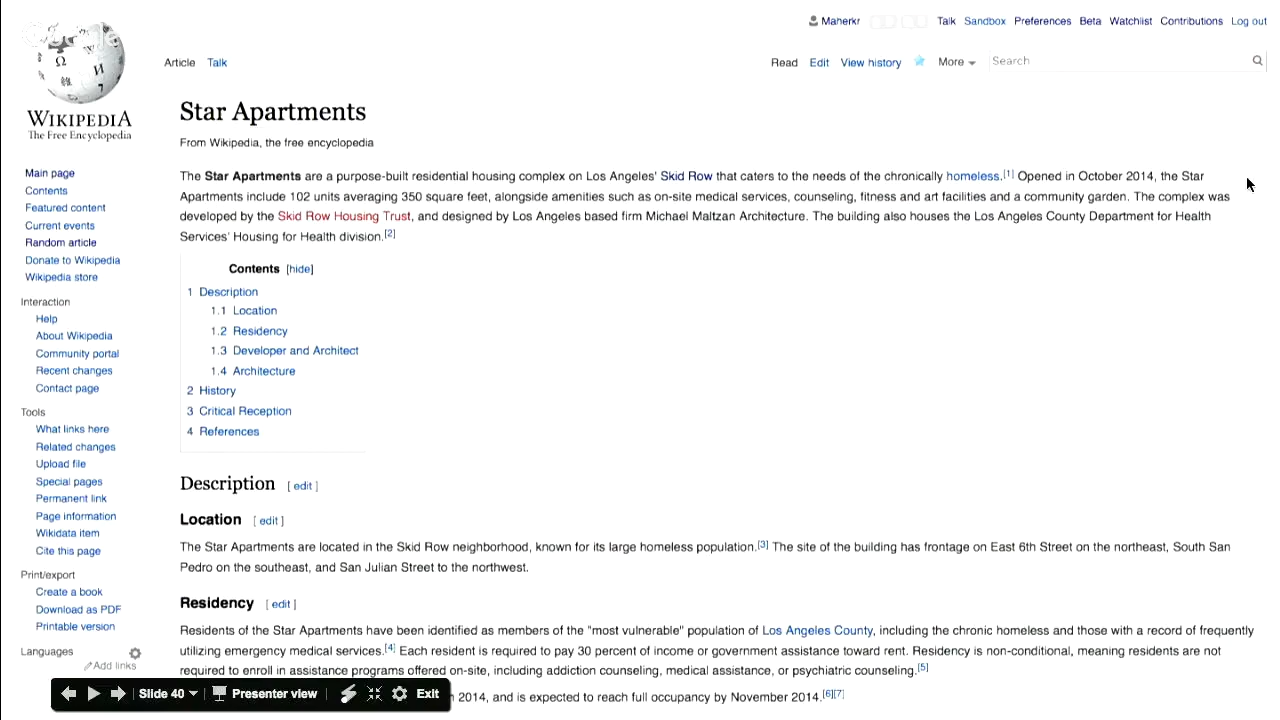 Maherkr Talk Sandbox Preferences Beta Watchlist Contributions Log out
Article Talk Read Edit View history More Search
WIKIPEDIA
The Free Encyclopedia
Main page
Contents
Featured content
Current events
Random article
Donate to Wikipedia
Wikipedia store
Interaction
Help
About Wikipedia
Community portal
Recent changes
Contact page
Tools
What links here
Related changes
Upload file
Special pages
Permanent link
Page information
Wikidata item
Cite this page
Print/export
Create a book
Download as PDF
Printable version
Languages
Add links
Star Apartments
From Wikipedia, the free encyclopedia
The Star Apartments are a purpose-built residential housing complex on Los Angeles' Skid Row that caters to the needs of the chronically homeless.[1] Opened in October 2014, the Star
Apartments include 102 units averaging 350 square feet, alongside amenities such as on-site medical services, counseling, fitness and art facilities and a community garden. The complex was
developed by the Skid Row Housing Trust, and designed by Los Angeles based firm Michael Maltzan Architecture. The building also houses the Los Angeles County Department for Health
Services' Housing for Health division.[2]
Contents [hide]
1 Description
1.1 Location
1.2 Residency
1.3 Developer and Architect
1.4 Architecture
2 History
3 Critical Reception
4 References
Description [ edit ]
Location [ edit ]
The Star Apartments are located in the Skid Row neighborhood, known for its large homeless population.[3] The site of the building has frontage on East 6th Street on the northeast, South San
Pedro on the southeast, and San Julian Street to the northwest.
Residency [ edit ]
Residents of the Star Apartments have been identified as members of the "most vulnerable" population of Los Angeles County, including the chronic homeless and those with a record of frequently
utilizing emergency medical services.[4] Each resident is required to pay 30 percent of income or government assistance toward rent. Residency is non-conditional, meaning residents are not
required to enroll in assistance programs offered on-site, including addiction counseling, medical assistance, or psychiatric counseling.[5]
2014, and is expected to reach full occupancy by November 2014.[6][7]
Slide 40 Presenter view Exit